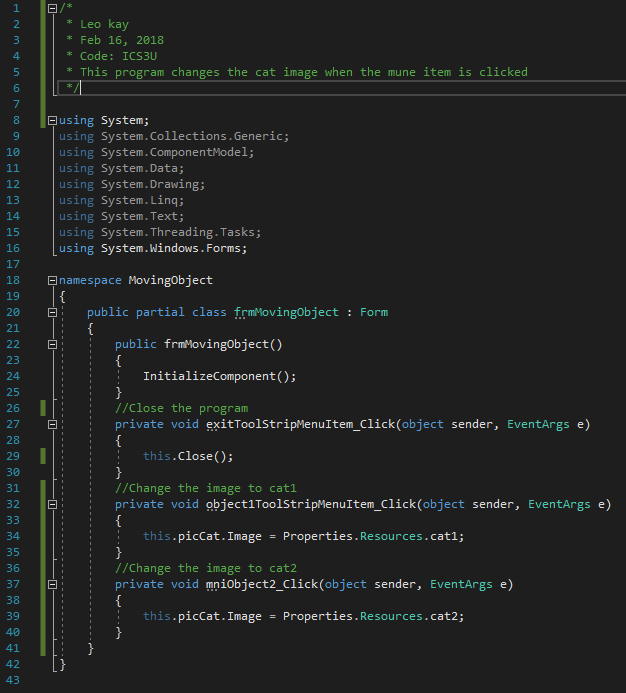 1 /*
2  * Leo kay
3  * Feb 16, 2018
4  * Code: ICS3U
5  * This program changes the cat image when the mune item is clicked
6  */
7
8 using System;
9 using System.Collections.Generic;
10 using System.ComponentModel;
11 using System.Data;
12 using System.Drawing;
13 using System.Linq;
14 using System.Text;
15 using System.Threading.Tasks;
16 using System.Windows.Forms;
17
18 namespace MovingObject
19 {
20     public partial class frmMovingObject : Form
21     {
22         public frmMovingObject()
23         {
24             InitializeComponent();
25         }
26         //Close the program
27         private void exitToolStripMenuItem_Click(object sender, EventArgs e)
28         {
29             this.Close();
30         }
31         //Change the image to cat1
32         private void object1ToolStripMenuItem_Click(object sender, EventArgs e)
33         {
34             this.picCat.Image = Properties.Resources.cat1;
35         }
36         //Change the image to cat2
37         private void mniObject2_Click(object sender, EventArgs e)
38         {
39             this.picCat.Image = Properties.Resources.cat2;
40         }
41     }
42 }
43